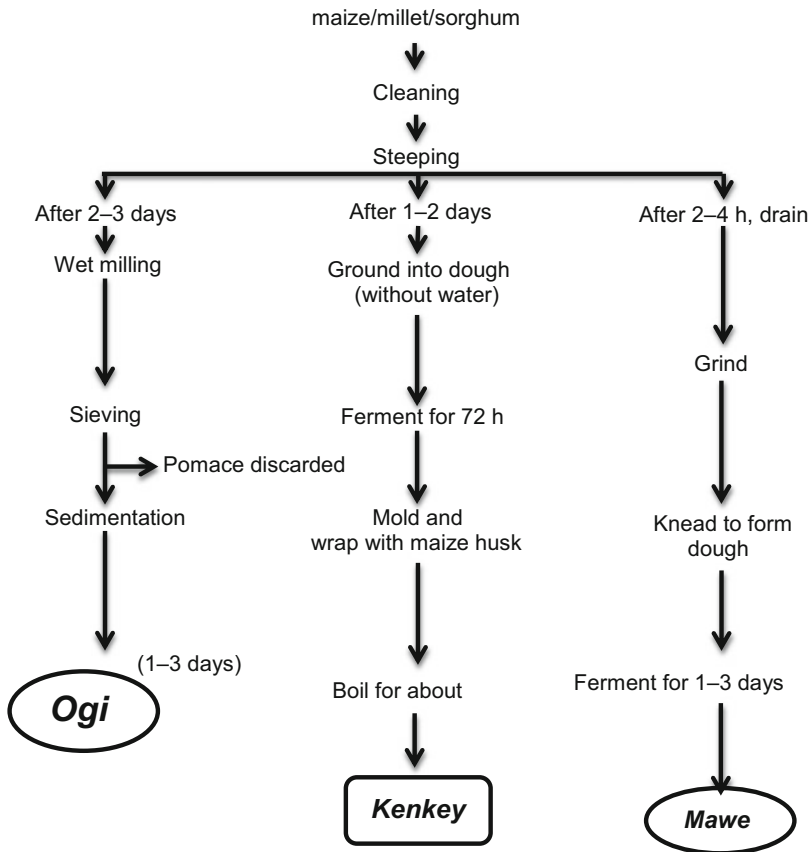 maize/millet/sorghum
Cleaning
Steeping
After 2–3 days
Wet milling
Sieving
Pomace discarded
Sedimentation
(1–3 days)
Ogi
After 1–2 days
Ground into dough
(without water)
Ferment for 72 h
Mold and
wrap with maize husk
Boil for about
Kenkey
After 2–4 h, drain
Grind
Knead to form
dough
Ferment for 1–3 days
Mawe